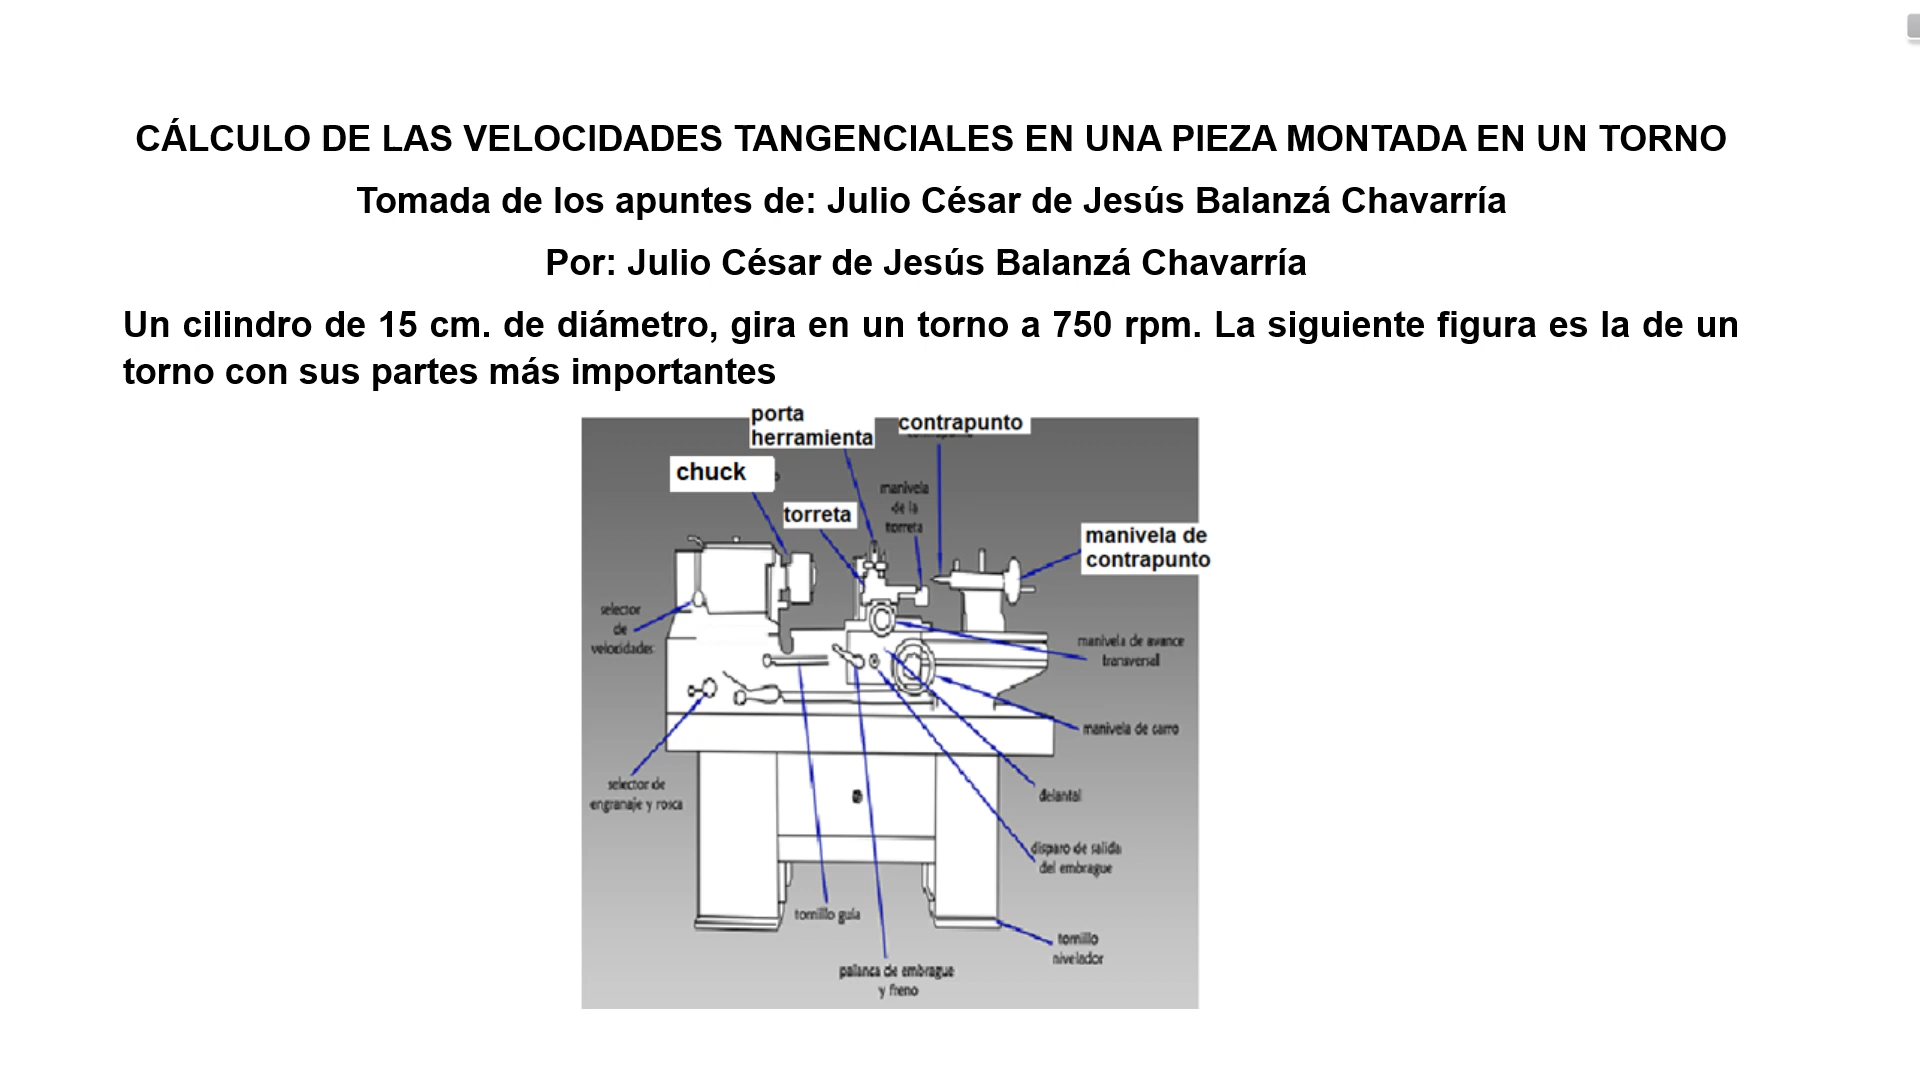 CÁLCULO DE LAS VELOCIDADES TANGENCIALES EN UNA PIEZA MONTADA EN UN TORNO
Tomada de los apuntes de: Julio César de Jesús Balanzá Chavarría
Por: Julio César de Jesús Balanzá Chavarría
Un cilindro de 15 cm. de diámetro, gira en un torno a 750 rpm. La siguiente figura es la de un
torno con sus partes más importantes
porta
herramienta
contrapunto
chuck
torreta
manivela
de la
torreta
manivela de
contrapunto
selector
de
velocidades
manivela de avance
transversal
manivela de carro
selector de
engranaje y rosca
delantal
disparo de salida
del embrague
tornillo guia
tornillo
nivelador
palanca de embrague
y freno